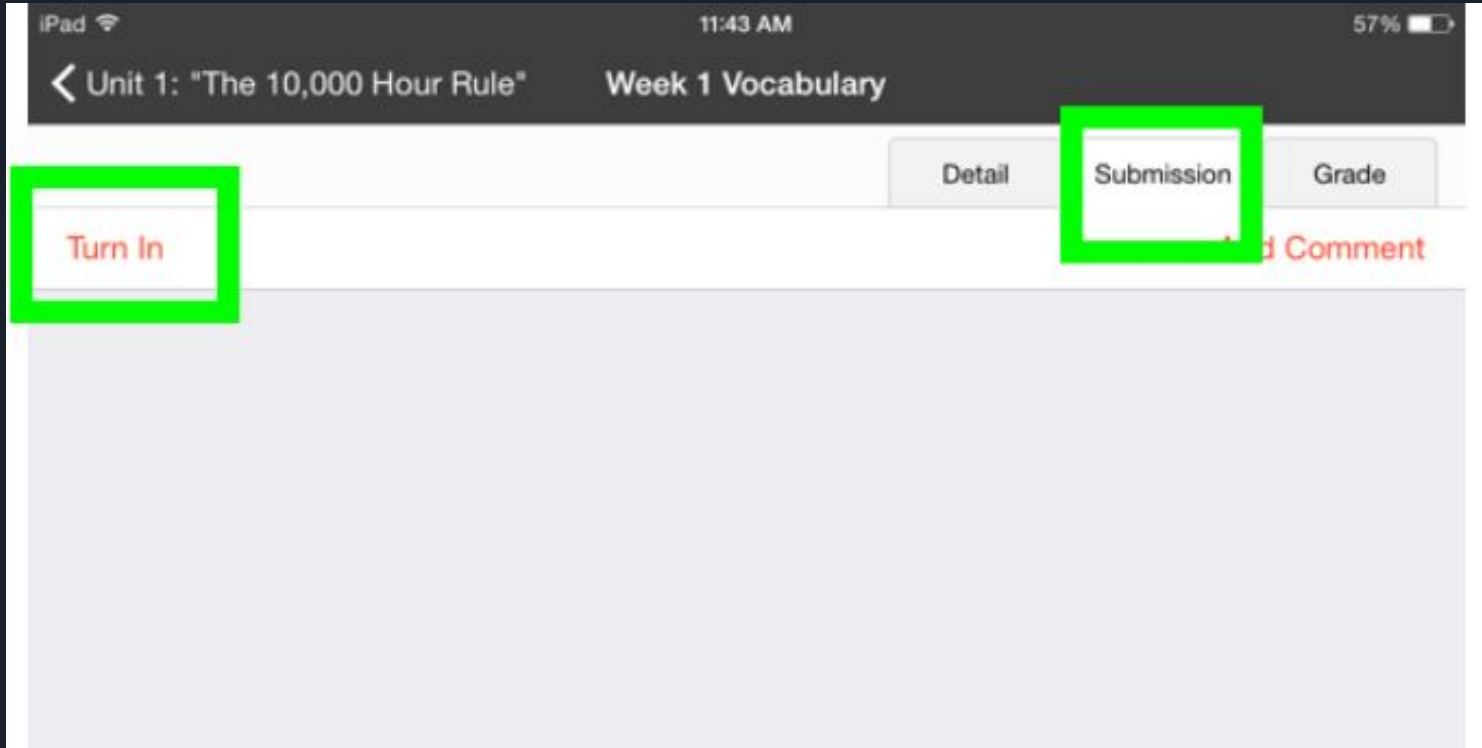 iPad 11:43 AM 57%
Unit 1: "The 10,000 Hour Rule" Week 1 Vocabulary
Detail Submission Grade
Turn In Comment